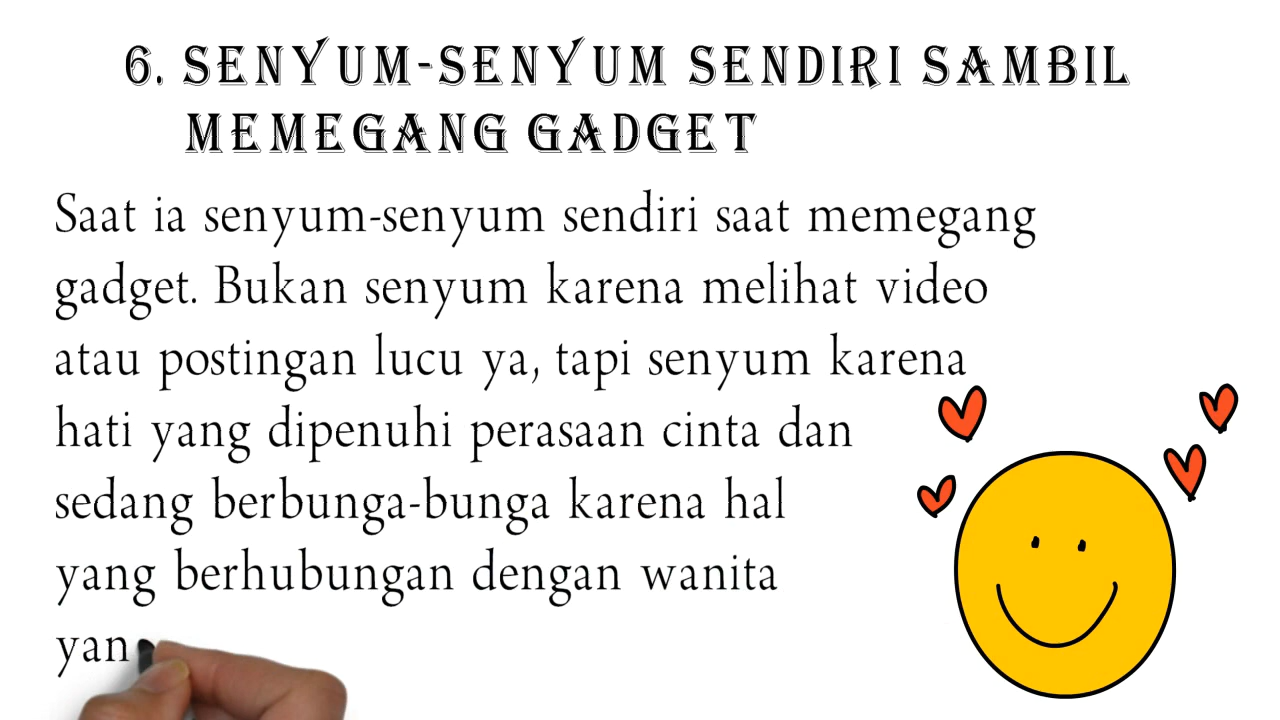 6. SENYUM-SENYUM SENDIRI SAMBIL
MEMEGANG GADGET
Saat ia senyum-senyum sendiri saat memegang
gadget. Bukan senyum karena melihat video
atau postingan lucu ya, tapi senyum karena
hati yang dipenuhi perasaan cinta dan
sedang berbunga-bunga karena hal
yang berhubungan dengan wanita
yan